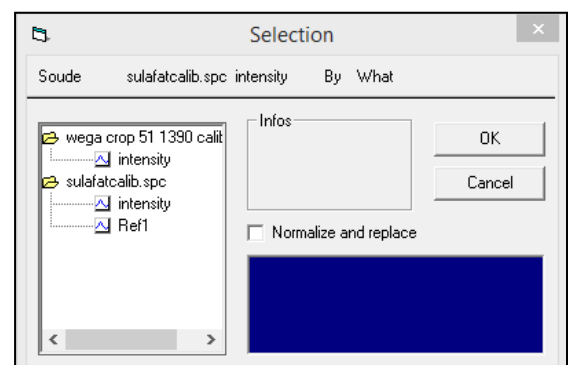 Selection
Soude sulafatcalib.spc intensity By What
wega crop 51 1390 calit
intensity
sulafatcalib.spc
intensity
Ref1
Infos
OK
Cancel
Normalize and replace